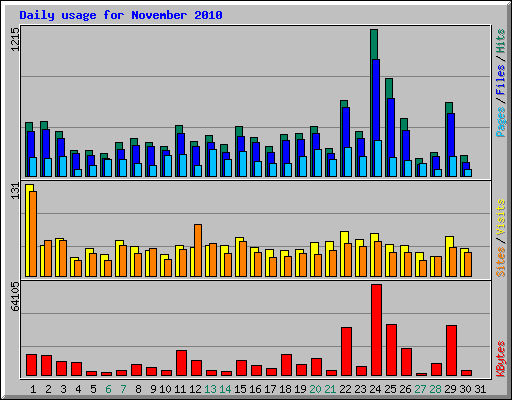 Daily usage for November 2010
1215
Pages / Files / Hits
131
Sites / Visits
64105
KBytes
1 2 3 4 5 6 7 8 9 10 11 12 13 14 15 16 17 18 19 20 21 22 23 24 25 26 27 28 29 30 31